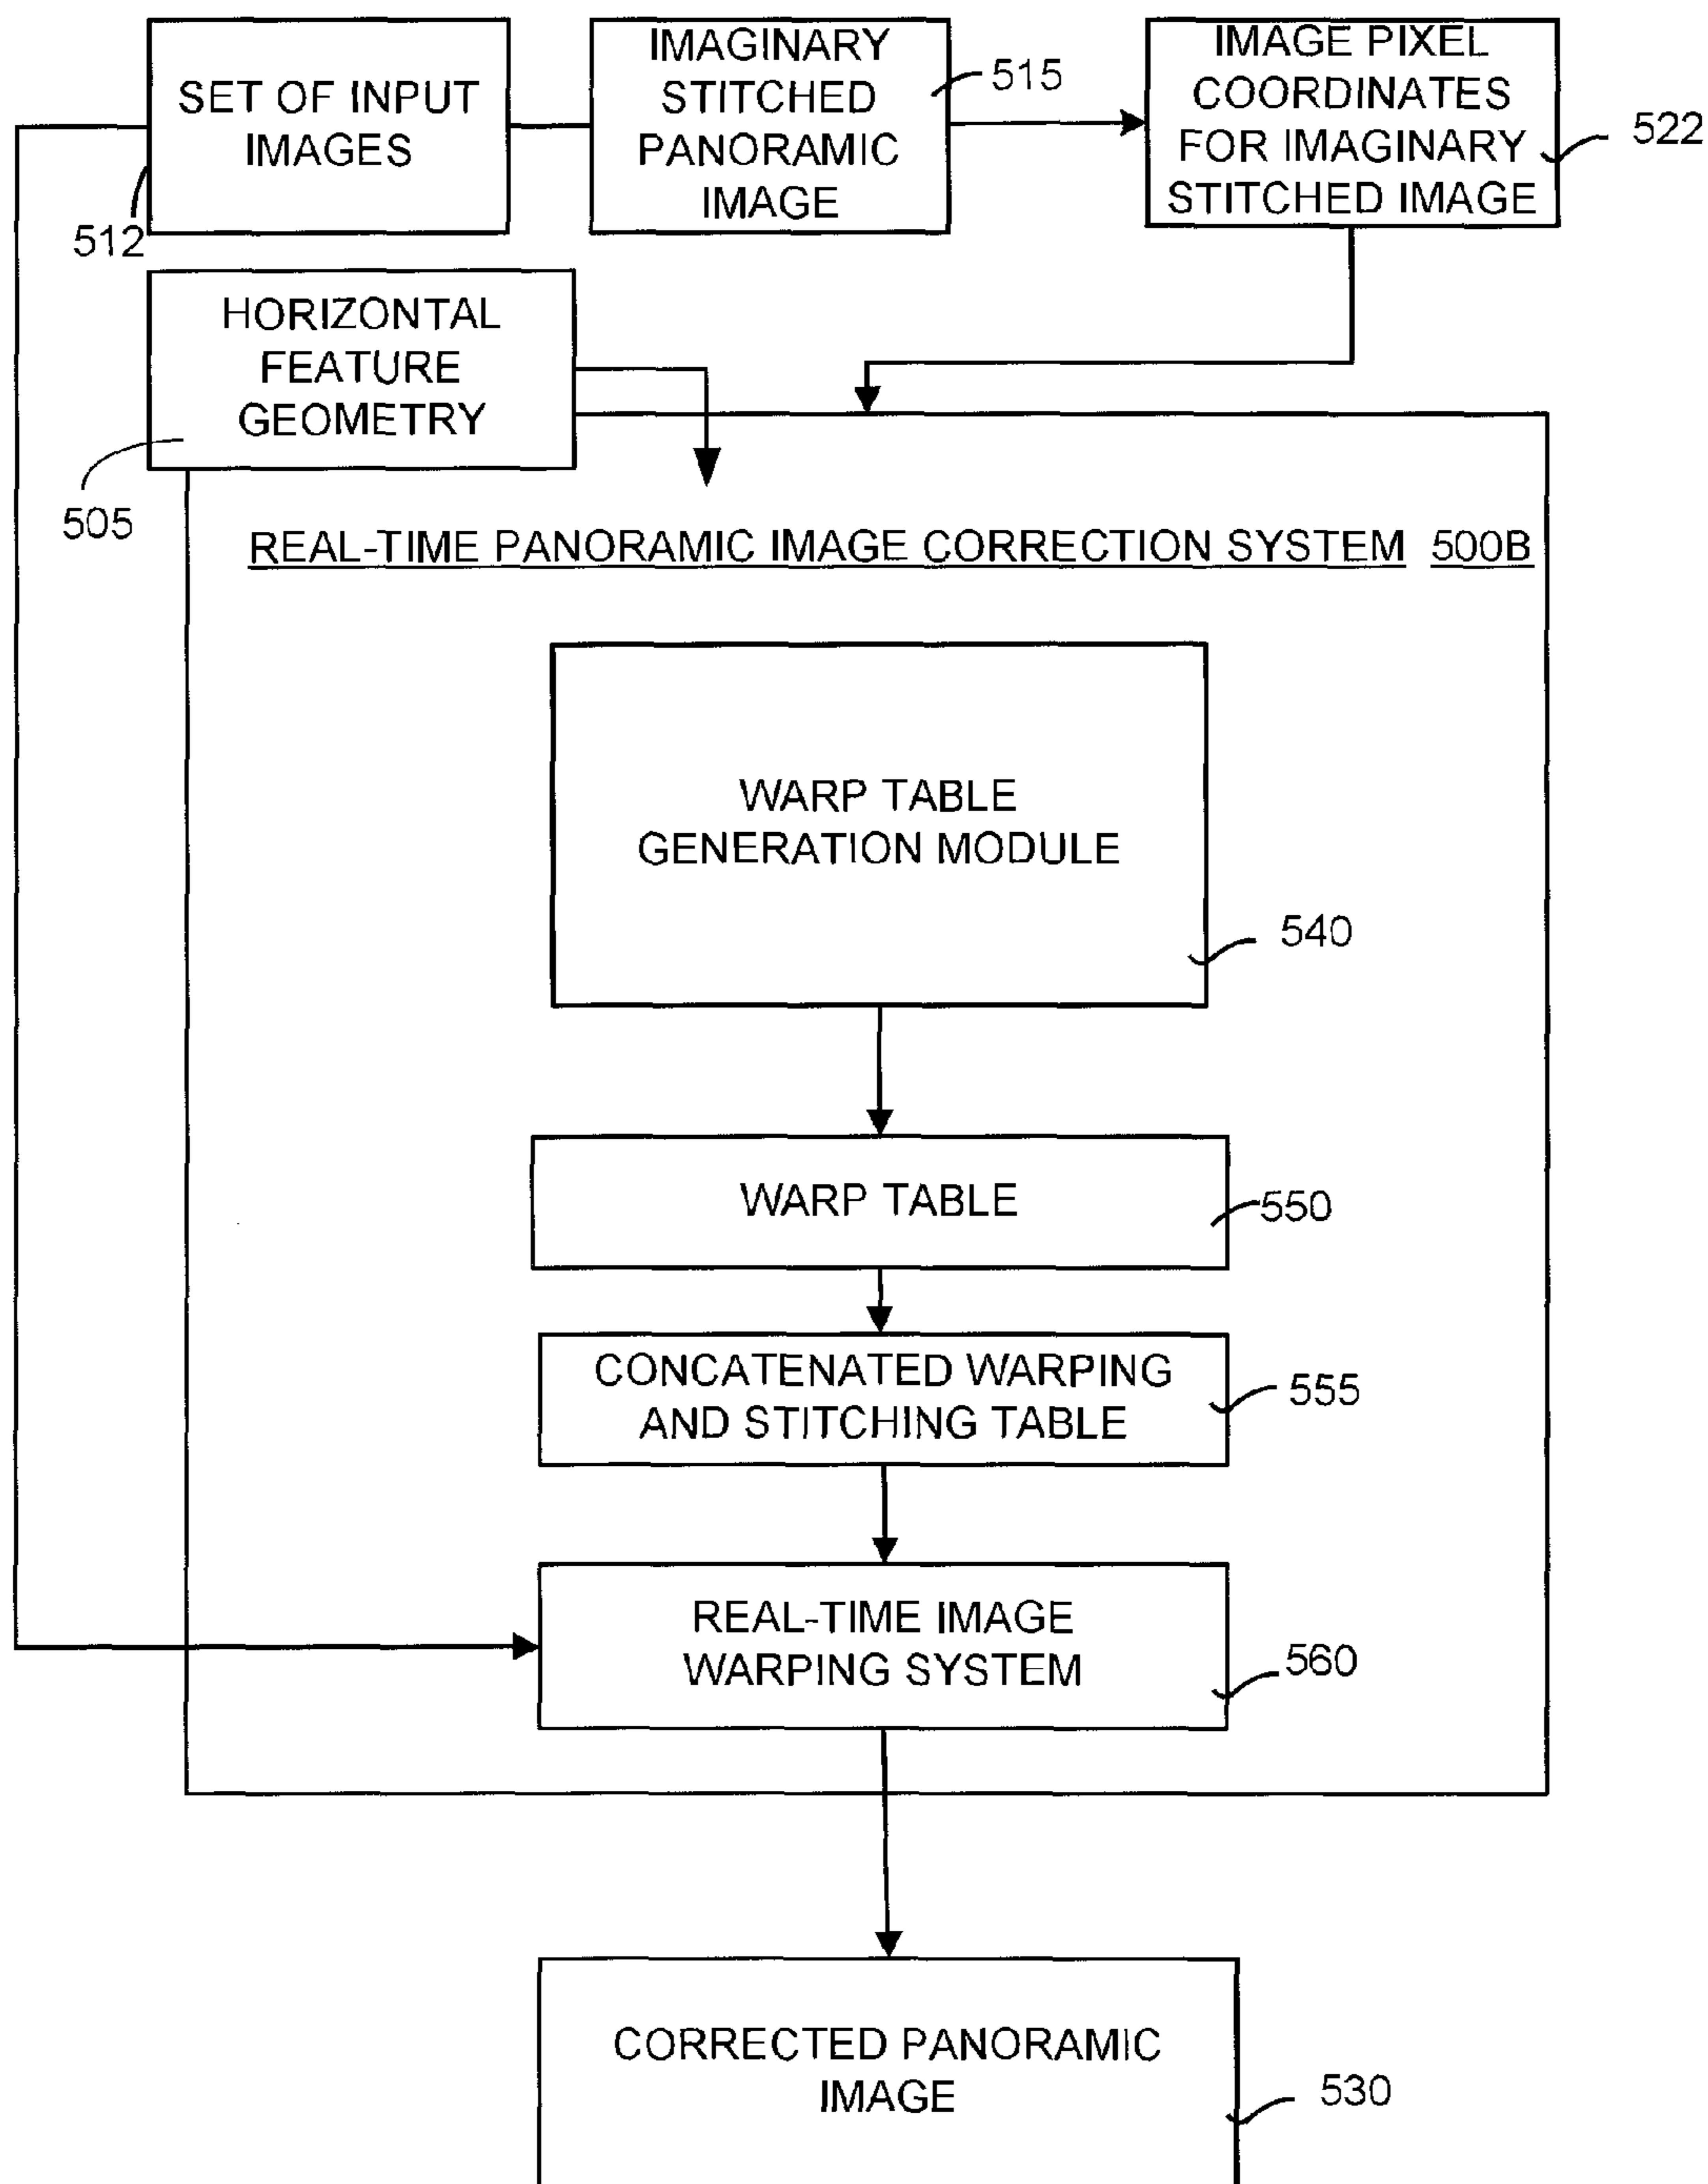 SET OF INPUT
IMAGES
512
IMAGINARY
STITCHED
PANORAMIC
IMAGE
515
IMAGE PIXEL
COORDINATES
FOR IMAGINARY
STITCHED IMAGE
522
HORIZONTAL
FEATURE
GEOMETRY
505
REAL-TIME PANORAMIC IMAGE CORRECTION SYSTEM 500B
WARP TABLE
GENERATION MODULE
540
WARP TABLE
550
CONCATENATED WARPING
AND STITCHING TABLE
555
REAL-TIME IMAGE
WARPING SYSTEM
560
CORRECTED PANORAMIC
IMAGE
530